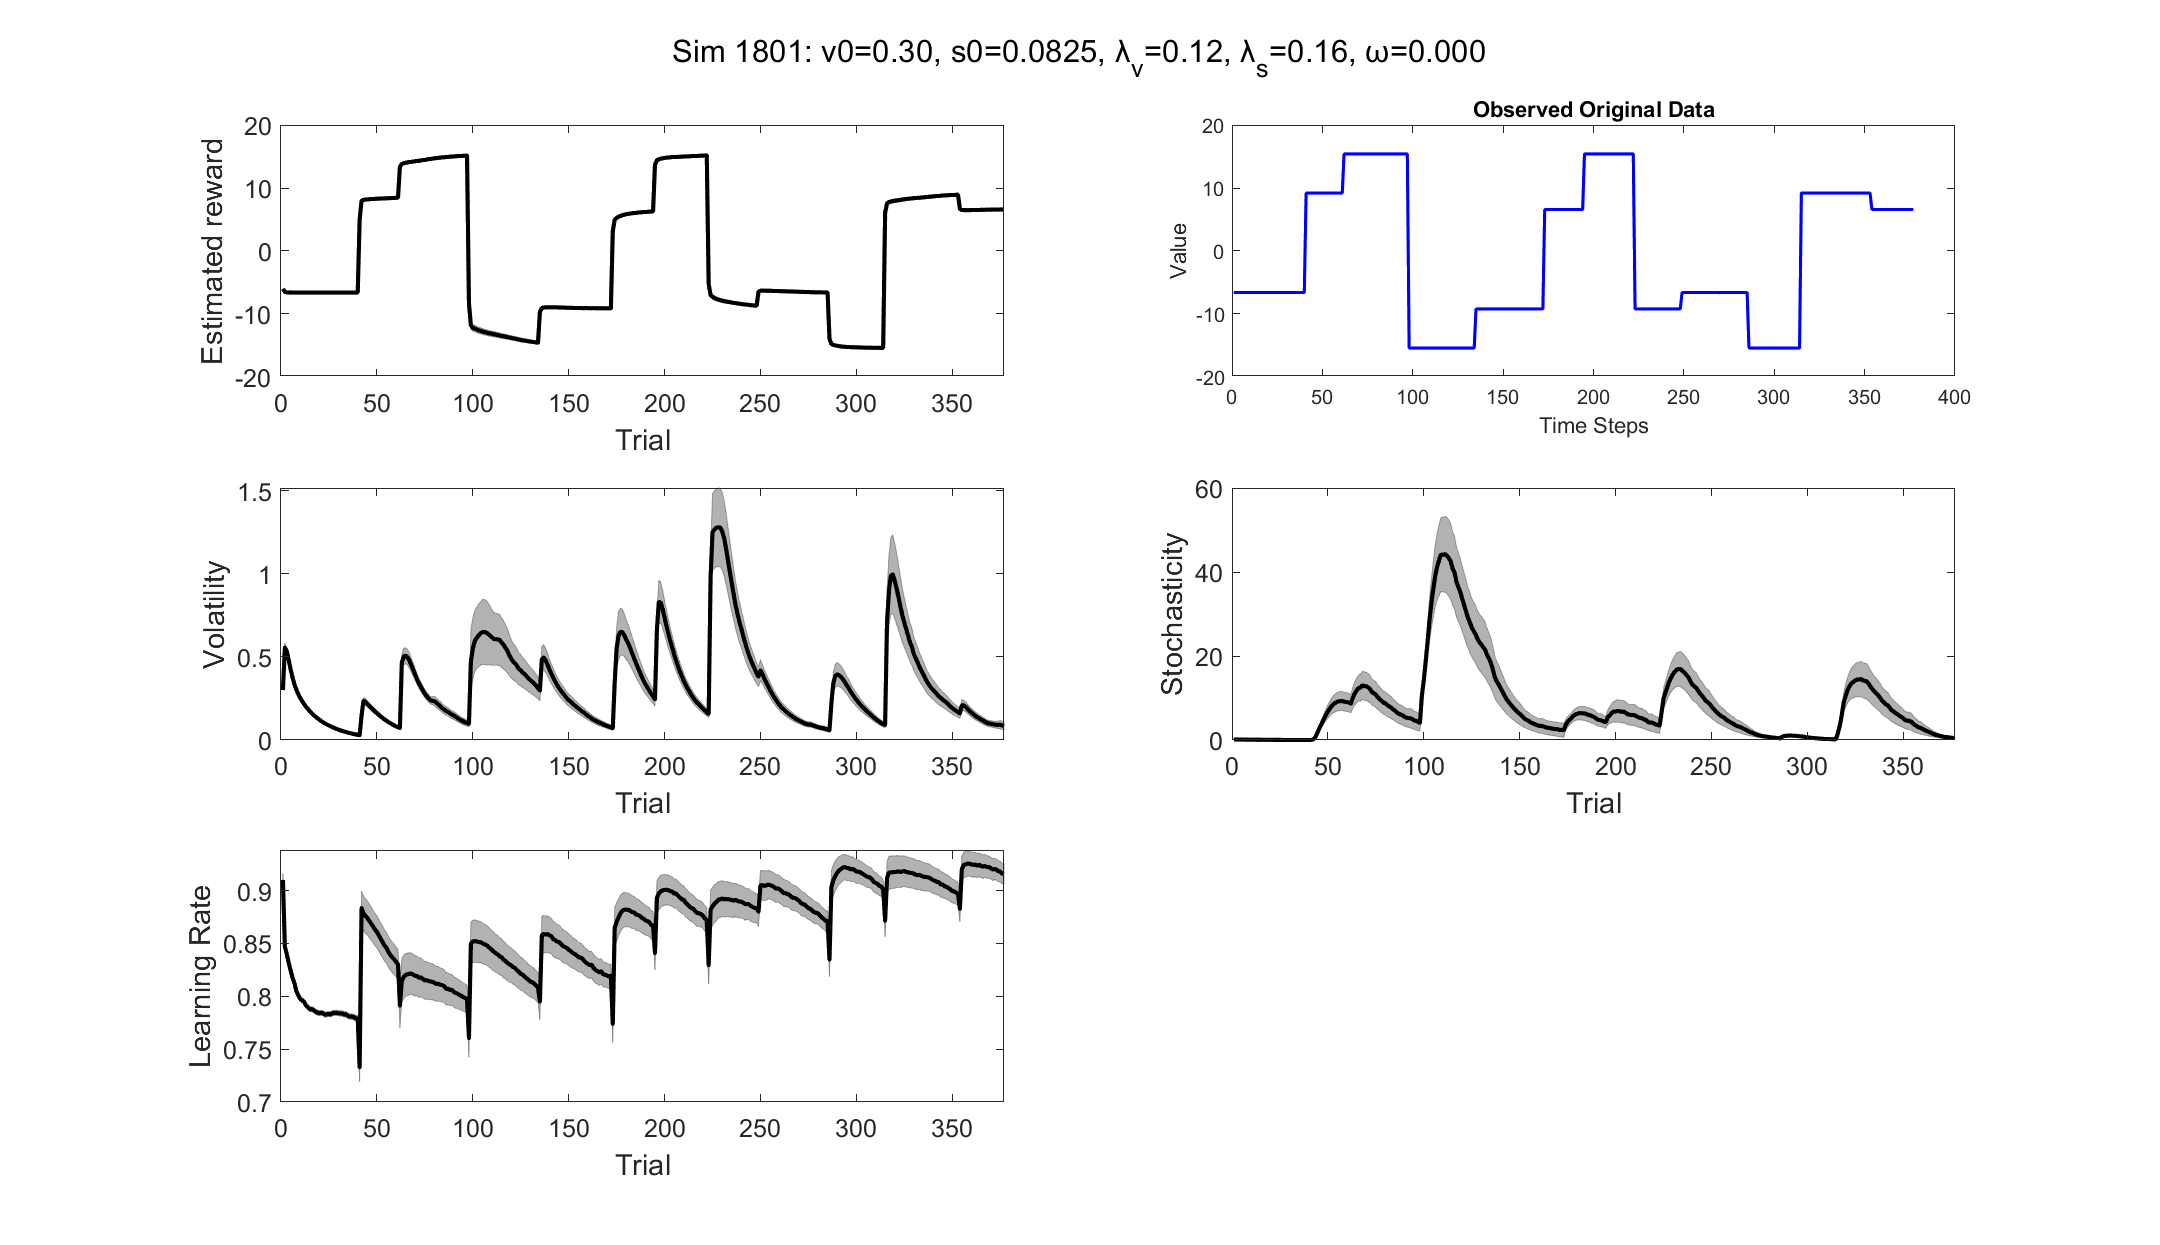 Sim 1801: v0=0.30, s0=0.0825, λv=0.12, λs=0.16, ω=0.000
20
10
0
-10
-20
Estimated reward
0 50 100 150 200 250 300 350
Trial
Observed Original Data
20
10
0
-10
-20
Value
0 50 100 150 200 250 300 350 400
Time Steps
1.5
1
0.5
0
Volatility
0 50 100 150 200 250 300 350
Trial
60
40
20
0
Stochasticity
0 50 100 150 200 250 300 350
Trial
0.9
0.85
0.8
0.75
0.7
Learning Rate
0 50 100 150 200 250 300 350
Trial